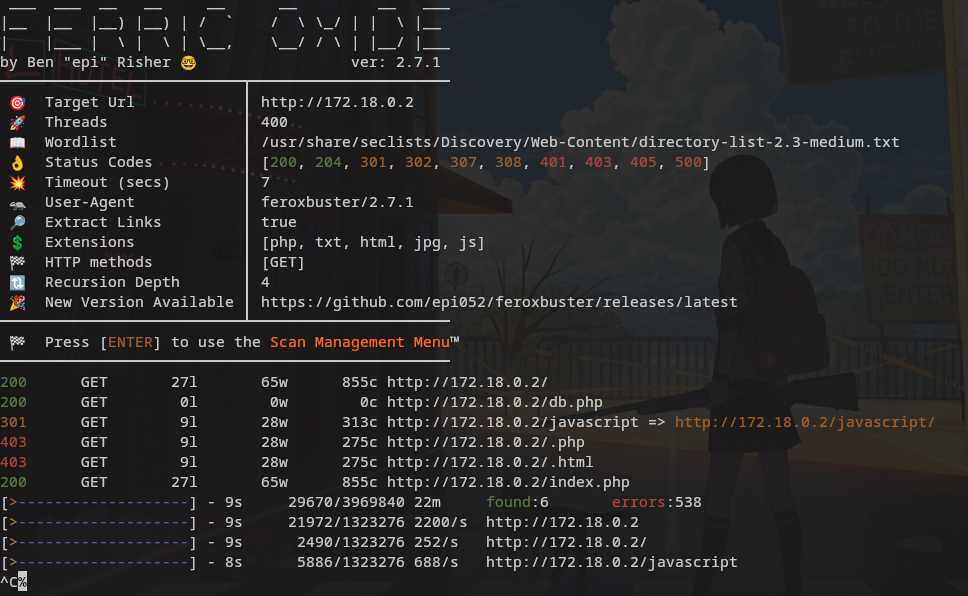 ___  ___  __   __     __      __         __   ___
|__  |__  |__) |__) | /  `    /  \ \_/ | |  \ |__
|    |___ |  \ |  \ | \__,    \__/ / \ | |__/ |___
by Ben "epi" Risher 🤓                 ver: 2.7.1
🎯  Target Url            │ http://172.18.0.2
🚀  Threads               │ 400
📖  Wordlist              │ /usr/share/seclists/Discovery/Web-Content/directory-list-2.3-medium.txt
👌  Status Codes          │ [200, 204, 301, 302, 307, 308, 401, 403, 405, 500]
💥  Timeout (secs)        │ 7
🦡  User-Agent            │ feroxbuster/2.7.1
🔎  Extract Links         │ true
💲  Extensions            │ [php, txt, html, jpg, js]
🏁  HTTP methods          │ [GET]
🔃  Recursion Depth       │ 4
🎉  New Version Available │ https://github.com/epi052/feroxbuster/releases/latest
🏁  Press [ENTER] to use the Scan Management Menu™
200      GET       27l       65w      855c http://172.18.0.2/
200      GET        0l        0w        0c http://172.18.0.2/db.php
301      GET        9l       28w      313c http://172.18.0.2/javascript => http://172.18.0.2/javascript/
403      GET        9l       28w      275c http://172.18.0.2/.php
403      GET        9l       28w      275c http://172.18.0.2/.html
200      GET       27l       65w      855c http://172.18.0.2/index.php
[>-------------------] - 9s     29670/3969840 22m     found:6       errors:538
[>-------------------] - 9s     21972/1323276 2200/s  http://172.18.0.2
[>-------------------] - 9s      2490/1323276 252/s   http://172.18.0.2/
[>-------------------] - 8s      5886/1323276 688/s   http://172.18.0.2/javascript
^C%
HOTEL
DANGER
DO NOT
ENTER